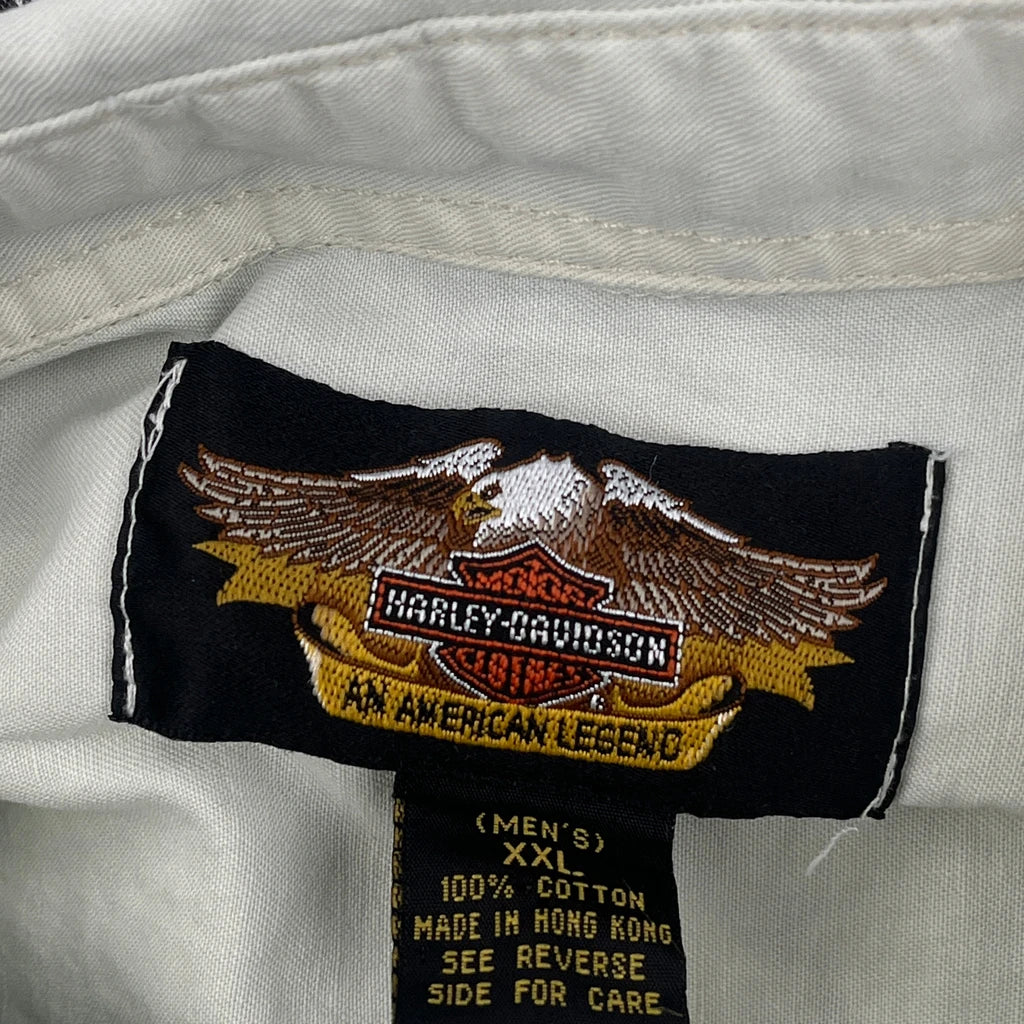 MOTOR
HARLEY-DAVIDSON
CLOTHES
®
AN AMERICAN LEGEND
(MEN'S)
XXL
100% COTTON
MADE IN HONG KONG
SEE REVERSE
SIDE FOR CARE